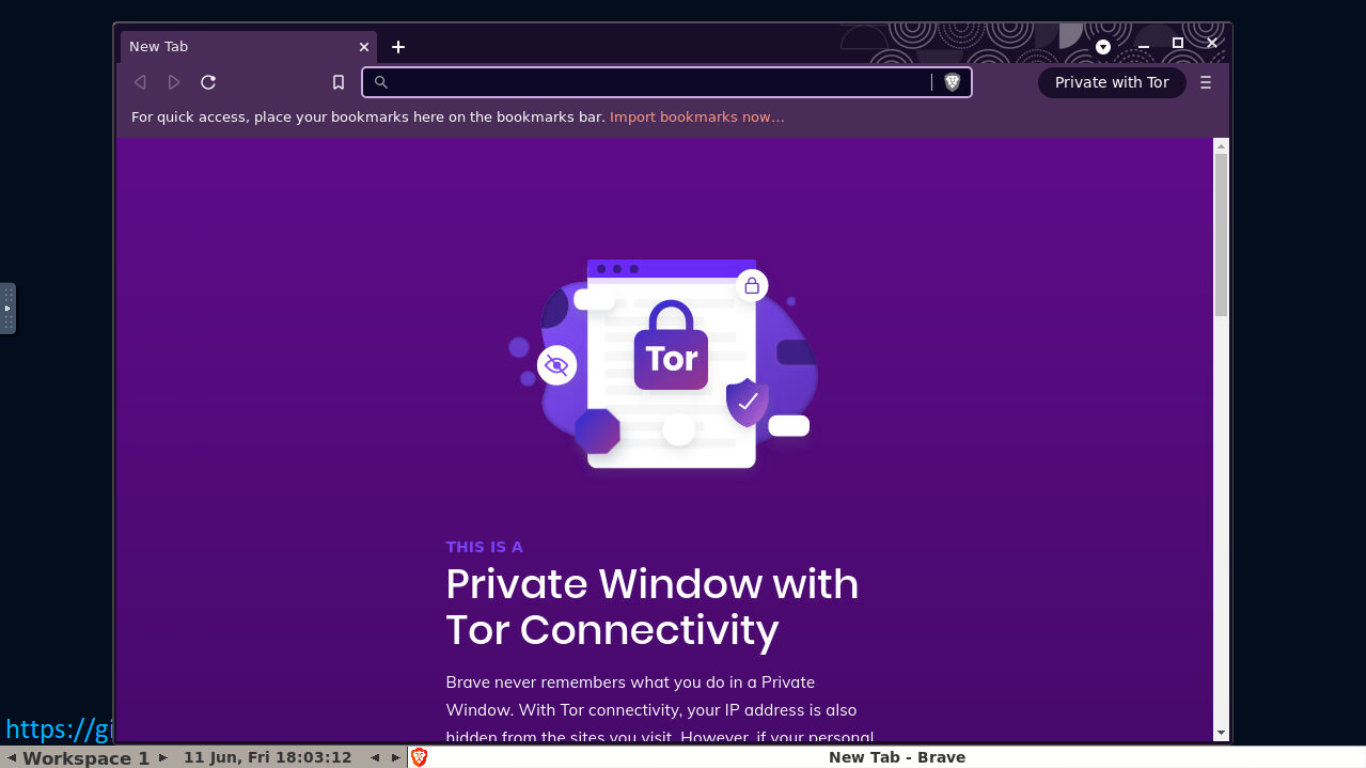 New Tab
Private with Tor
For quick access, place your bookmarks here on the bookmarks bar. Import bookmarks now...
Tor
THIS IS A
Private Window with
Tor Connectivity
Brave never remembers what you do in a Private
Window. With Tor connectivity, your IP address is also
hidden from the sites you visit. However, if your personal
https://gi
Workspace 1 11 Jun, Fri 18:03:12 New Tab - Brave